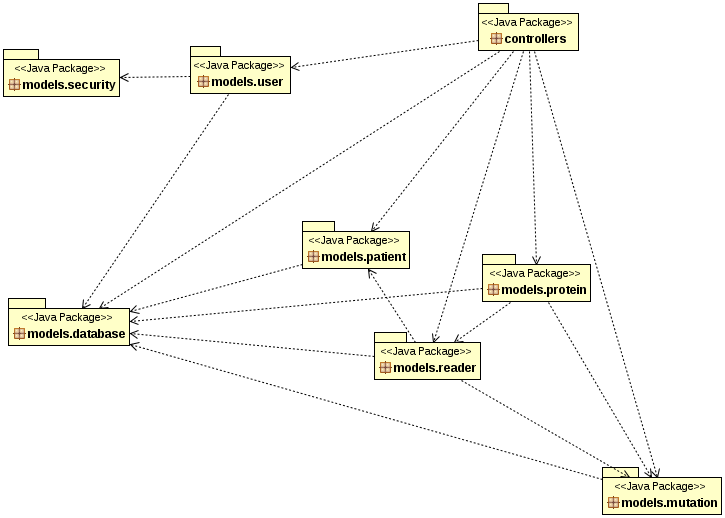 <<Java Package>>
controllers
<<Java Package>>
models.security
<<Java Package>>
models.user
<<Java Package>>
models.patient
<<Java Package>>
models.protein
<<Java Package>>
models.database
<<Java Package>>
models.reader
<<Java Package>>
models.mutation